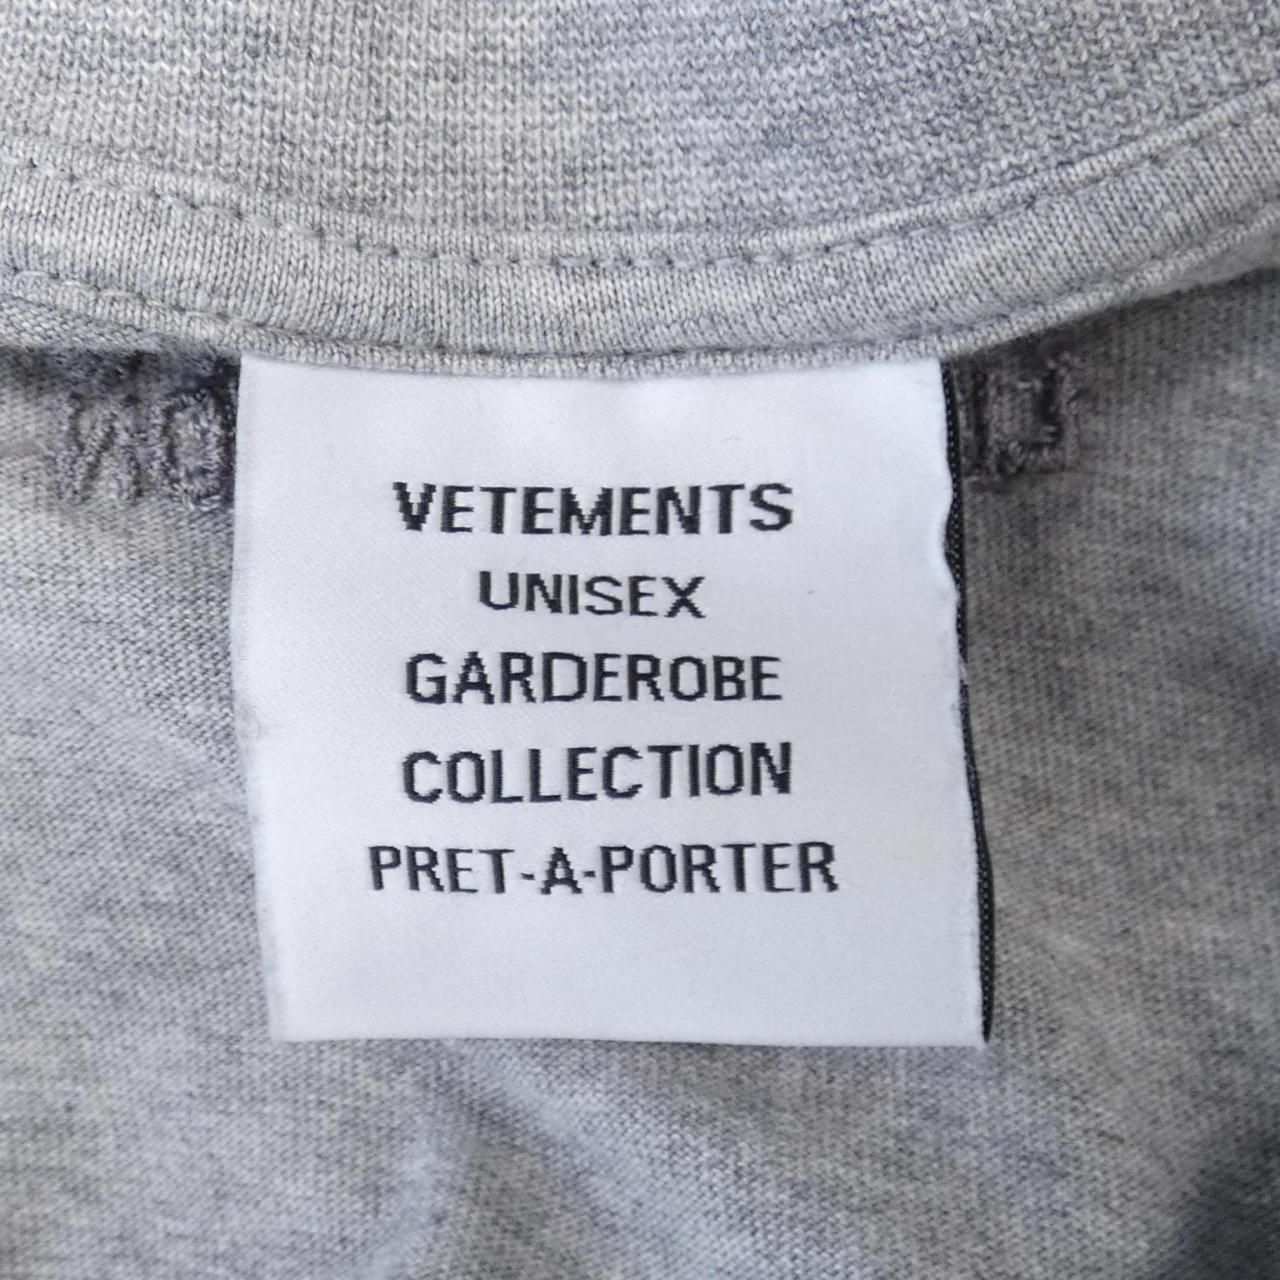 VETEMENTS
UNISEX
GARDEROBE
COLLECTION
PRET-A-PORTER